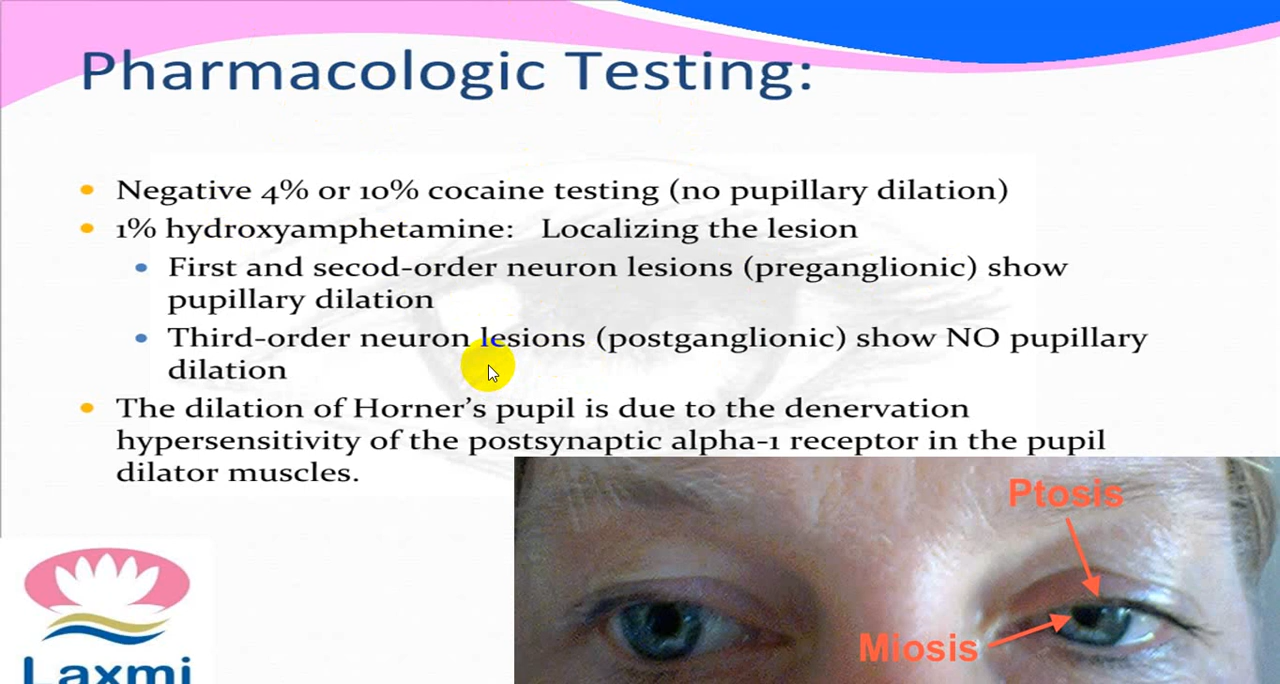 Pharmacologic Testing:
Negative 4% or 10% cocaine testing (no pupillary dilation)
1% hydroxyamphetamine: Localizing the lesion
First and secod-order neuron lesions (preganglionic) show
pupillary dilation
Third-order neuron lesions (postganglionic) show NO pupillary
dilation
The dilation of Horner's pupil is due to the denervation
hypersensitivity of the postsynaptic alpha-1 receptor in the pupil
dilator muscles.
Ptosis
Miosis
Laxmi